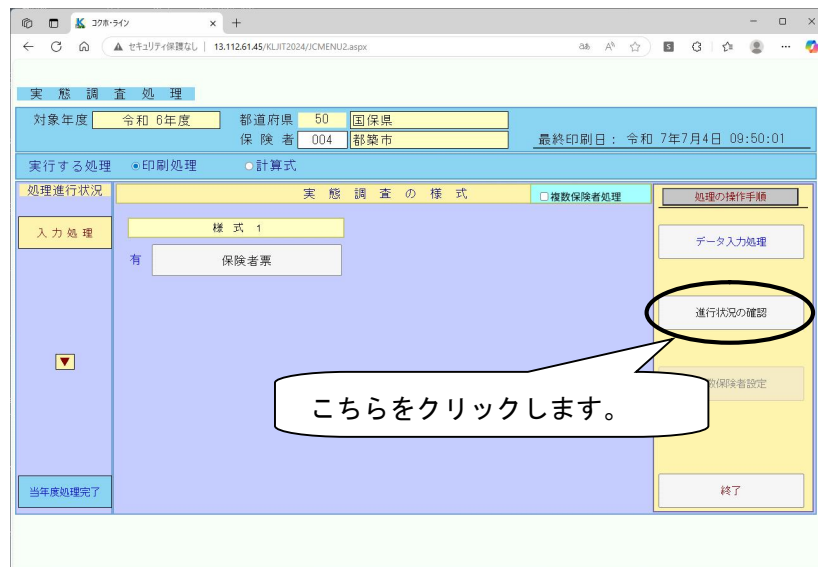 コクホ・ライン
セキュリティ保護なし 13.112.61.45/KLJIT2024/JCMENU2.aspx
実態調査処理
対象年度 令和 6年度 都道府県 50 国保県
保険者 004 都築市 最終印刷日: 令和 7年7月4日 09:50:01
実行する処理 印刷処理 計算式
処理進行状況 実態調査の様式 複数保険者処理 処理の操作手順
入力処理 様式 1 データ入力処理
有 保険者票
進行状況の確認
数保険者設定
こちらをクリックします。
当年度処理完了 終了